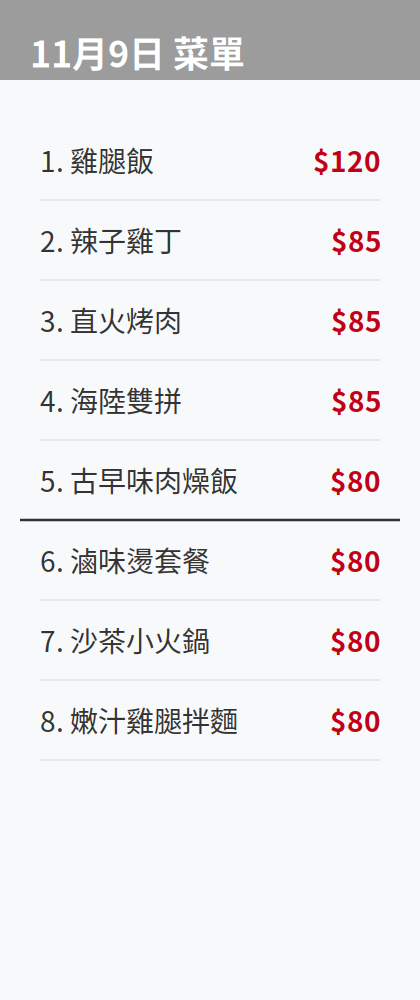 11月9日 菜單
1. 雞腿飯 $120
2. 辣子雞丁 $85
3. 直火烤肉 $85
4. 海陸雙拼 $85
5. 古早味肉燥飯 $80
6. 滷味燙套餐 $80
7. 沙茶小火鍋 $80
8. 嫩汁雞腿拌麵 $80